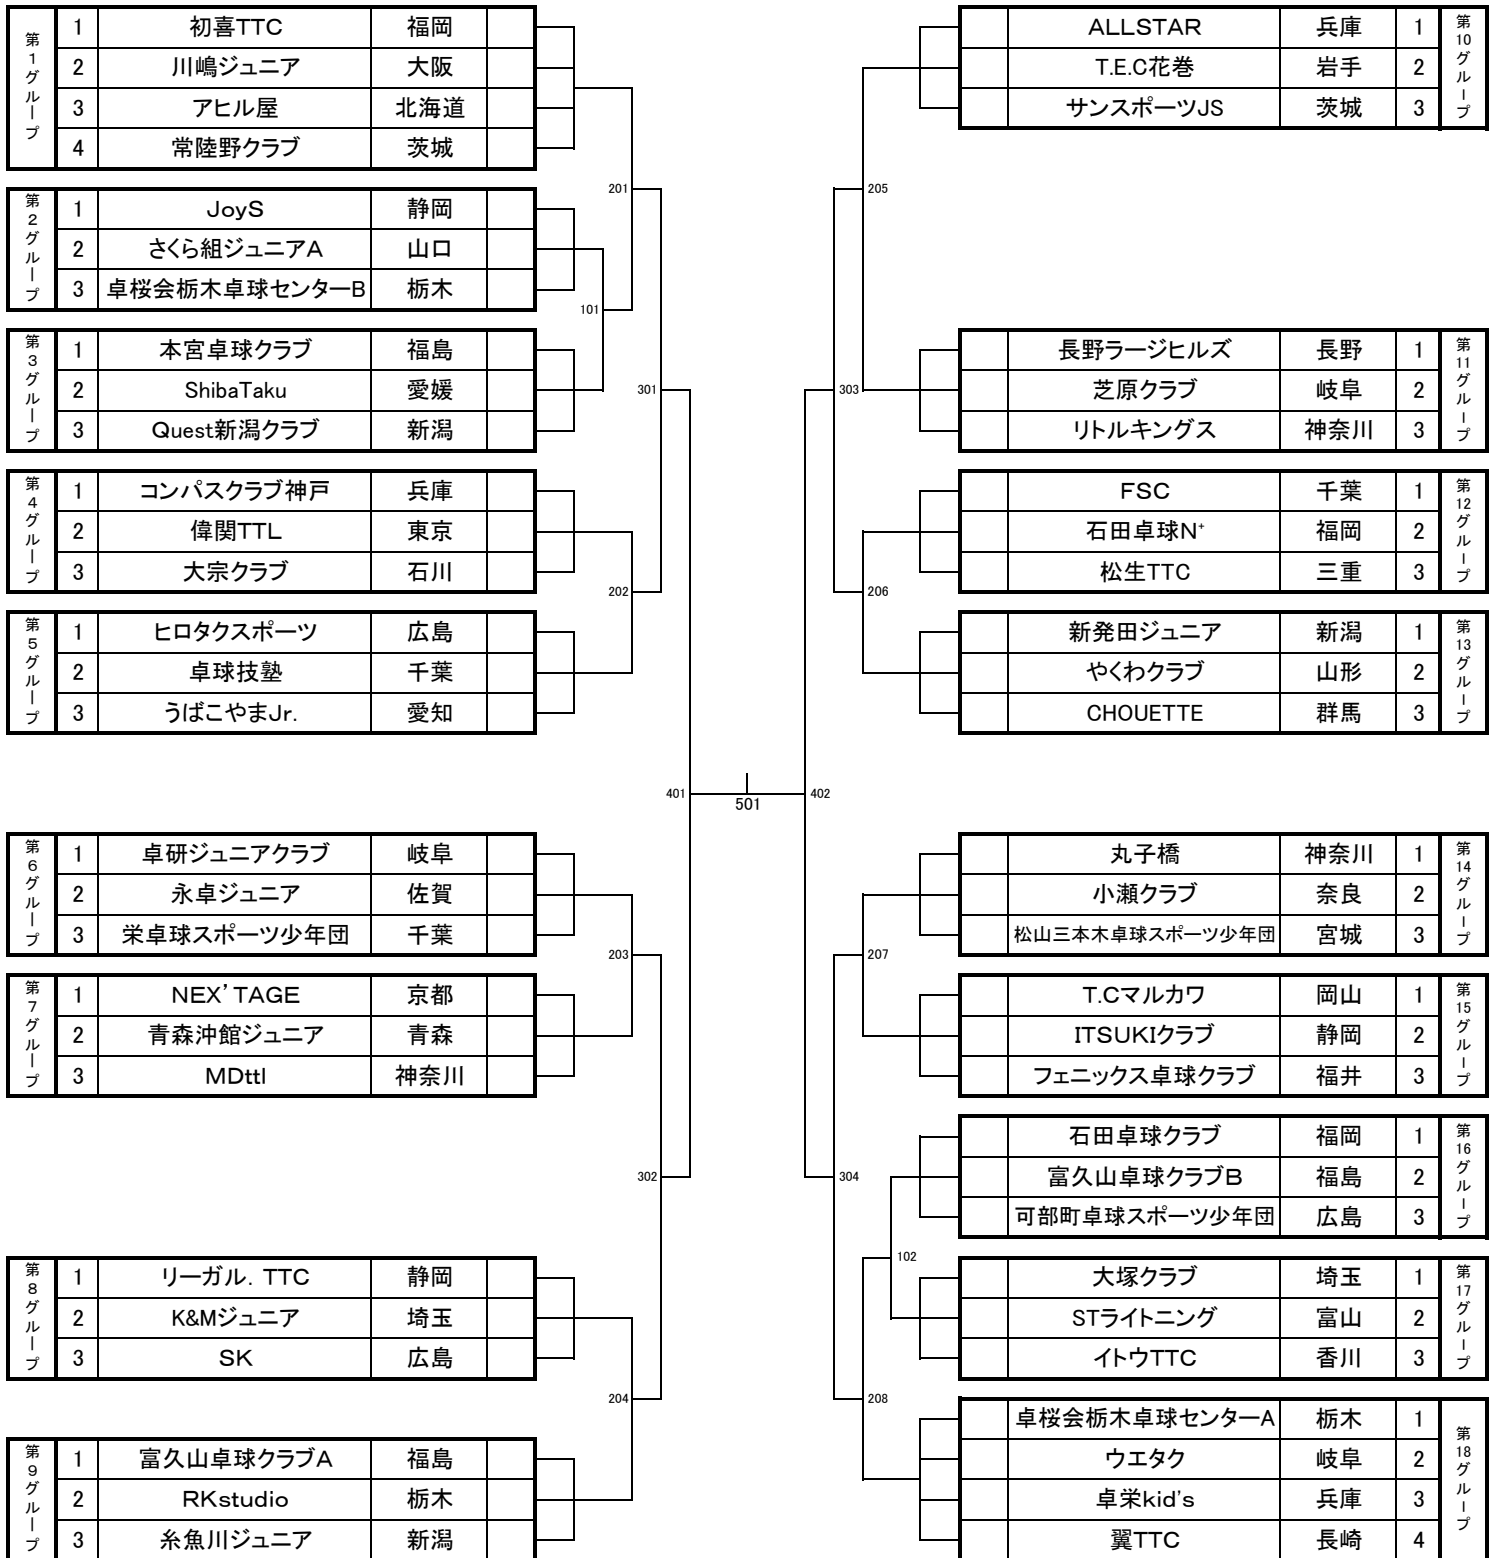 第1グループ
1 初喜TTC 福岡
2 川嶋ジュニア 大阪
3 アヒル屋 北海道
4 常陸野クラブ 茨城
第2グループ
1 JoyS 静岡
2 さくら組ジュニアA 山口
3 卓桜会栃木卓球センターB 栃木
第3グループ
1 本宮卓球クラブ 福島
2 ShibaTaku 愛媛
3 Quest新潟クラブ 新潟
第4グループ
1 コンパスクラブ神戸 兵庫
2 偉関TTL 東京
3 大宗クラブ 石川
第5グループ
1 ヒロタクスポーツ 広島
2 卓球技塾 千葉
3 うばこやまJr. 愛知
第6グループ
1 卓研ジュニアクラブ 岐阜
2 永卓ジュニア 佐賀
3 栄卓球スポーツ少年団 千葉
第7グループ
1 NEX'TAGE 京都
2 青森沖館ジュニア 青森
3 MDttl 神奈川
第8グループ
1 リーガル．TTC 静岡
2 K&Mジュニア 埼玉
3 SK 広島
第9グループ
1 富久山卓球クラブA 福島
2 RKstudio 栃木
3 糸魚川ジュニア 新潟
201
101
301
202
401
203
302
204
501
205
303
206
402
207
304
102
208
ALLSTAR 兵庫 1
T.E.C花巻 岩手 2
サンスポーツJS 茨城 3
第10グループ
長野ラージヒルズ 長野 1
芝原クラブ 岐阜 2
リトルキングス 神奈川 3
第11グループ
FSC 千葉 1
石田卓球N⁺ 福岡 2
松生TTC 三重 3
第12グループ
新発田ジュニア 新潟 1
やくわクラブ 山形 2
CHOUETTE 群馬 3
第13グループ
丸子橋 神奈川 1
小瀬クラブ 奈良 2
松山三本木卓球スポーツ少年団 宮城 3
第14グループ
T.Cマルカワ 岡山 1
ITSUKIクラブ 静岡 2
フェニックス卓球クラブ 福井 3
第15グループ
石田卓球クラブ 福岡 1
富久山卓球クラブB 福島 2
可部町卓球スポーツ少年団 広島 3
第16グループ
大塚クラブ 埼玉 1
STライトニング 富山 2
イトウTTC 香川 3
第17グループ
卓桜会栃木卓球センターA 栃木 1
ウエタク 岐阜 2
卓栄kid's 兵庫 3
翼TTC 長崎 4
第18グループ